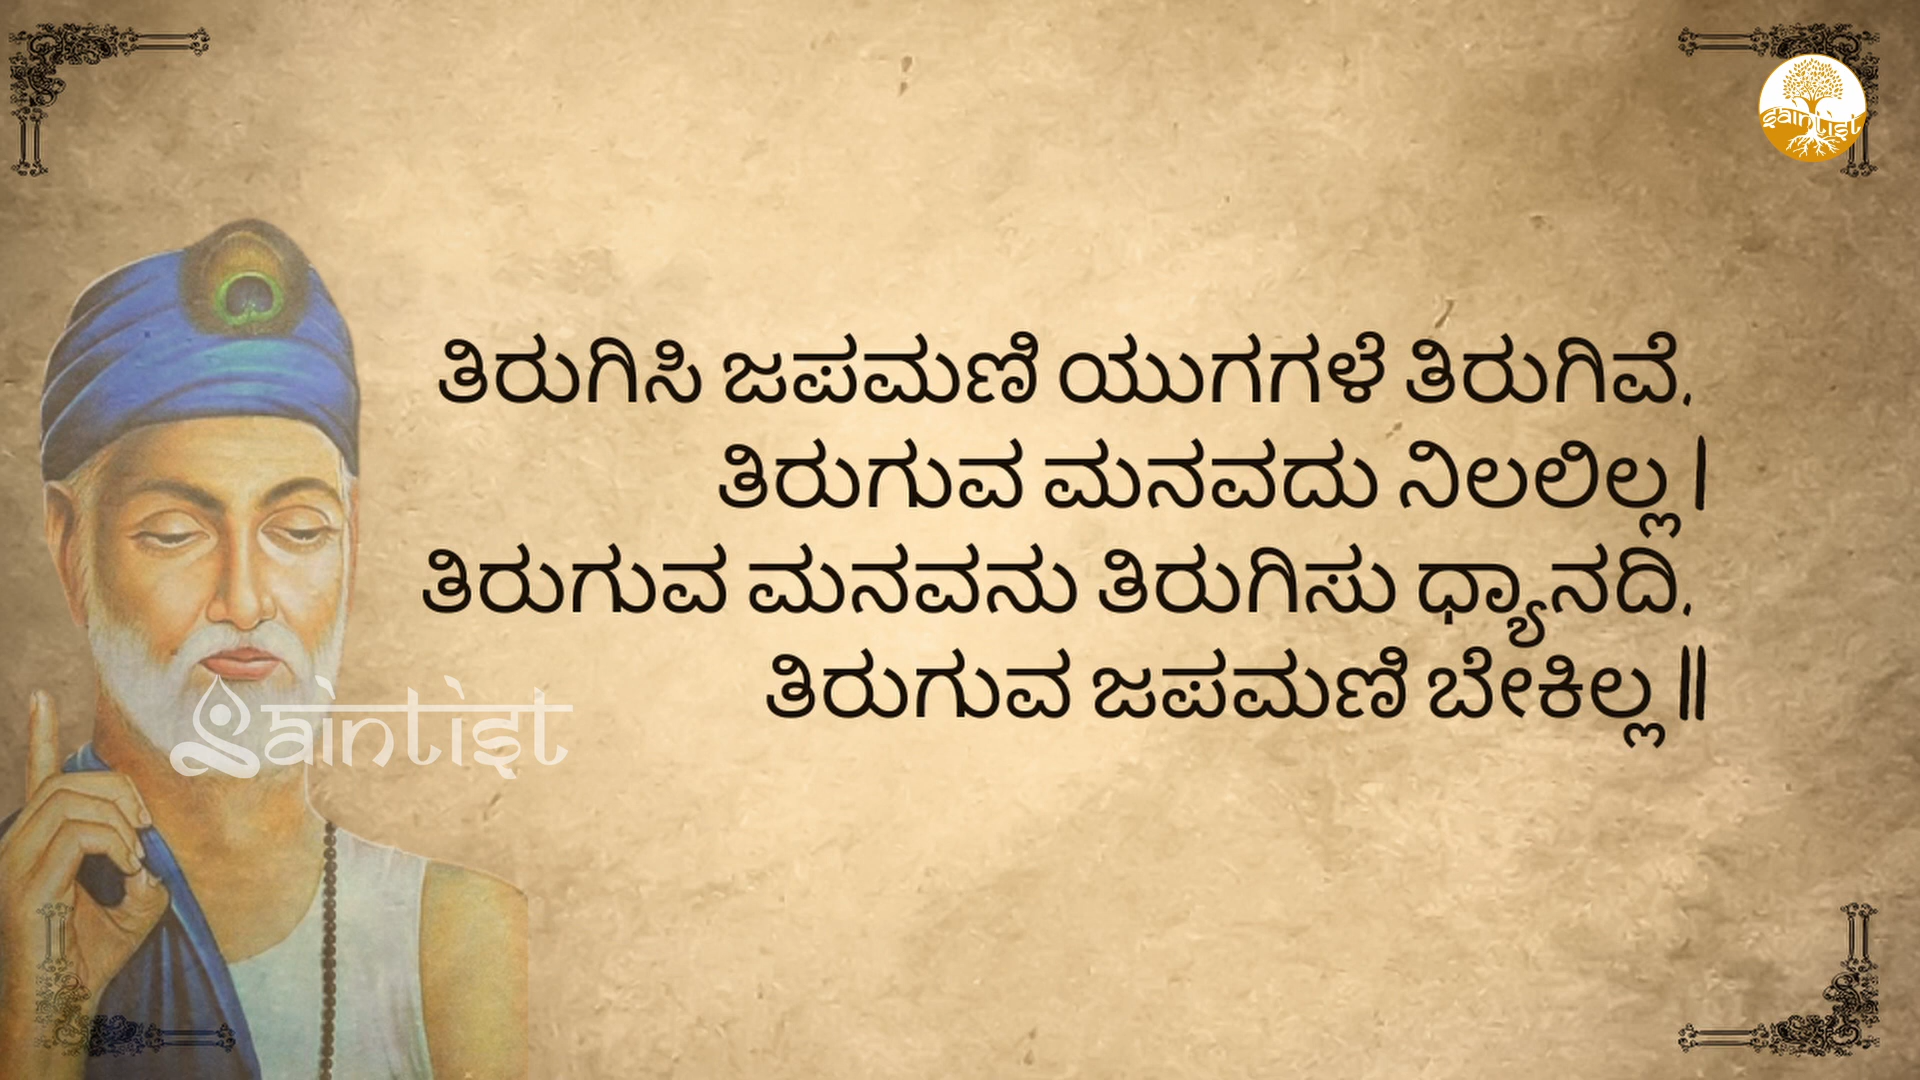 ತಿರುಗಿಸಿ ಜಪಮಣಿ ಯುಗಗಳೆ ತಿರುಗಿವೆ,
ತಿರುಗುವ ಮನವದು ನಿಲಲಿಲ್ಲ |
ತಿರುಗುವ ಮನವನು ತಿರುಗಿಸು ಧ್ಯಾನದಿ,
ತಿರುಗುವ ಜಪಮಣಿ ಬೇಕಿಲ್ಲ ||
saintist
saintist